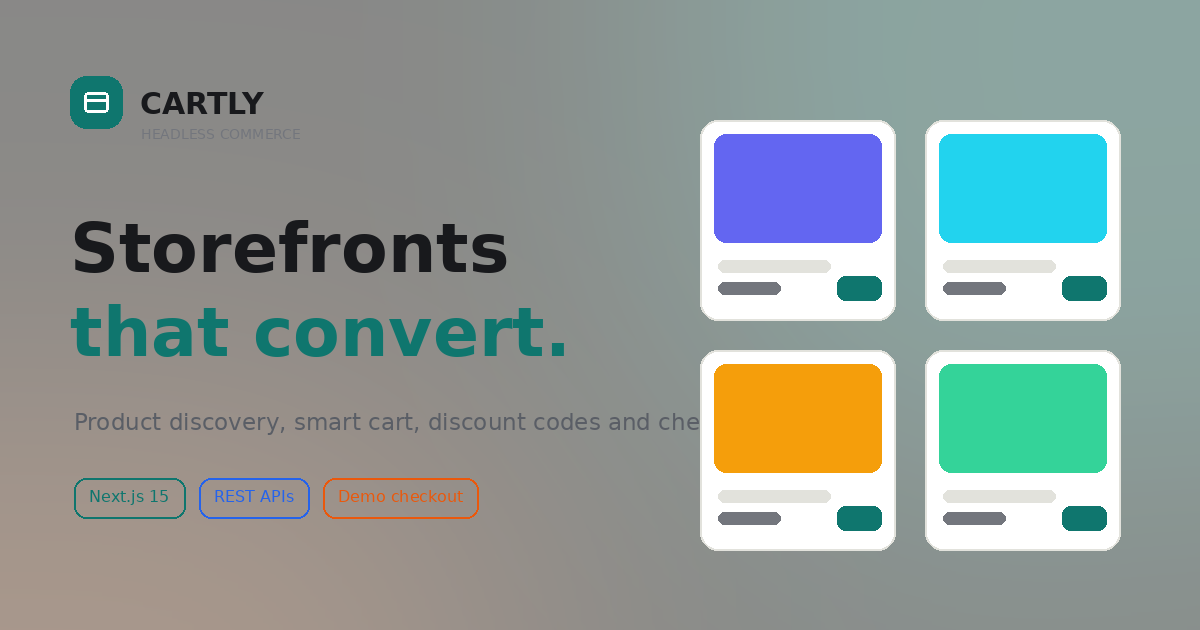 CARTLY
HEADLESS COMMERCE
Storefronts
that convert.
Product discovery, smart cart, discount codes and che
Next.js 15
REST APIs
Demo checkout